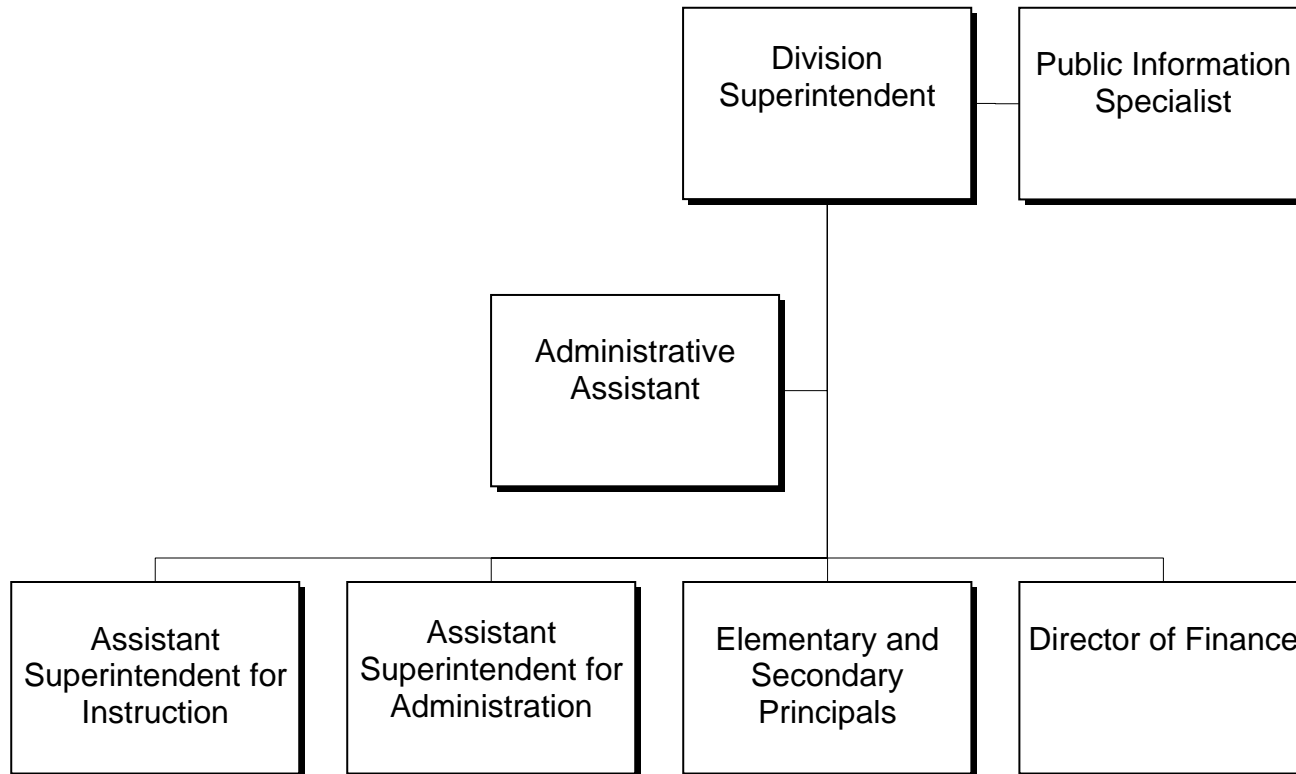 Division
Superintendent
Public Information
Specialist
Administrative
Assistant
Assistant
Superintendent for
Instruction
Assistant
Superintendent for
Administration
Elementary and
Secondary
Principals
Director of Finance